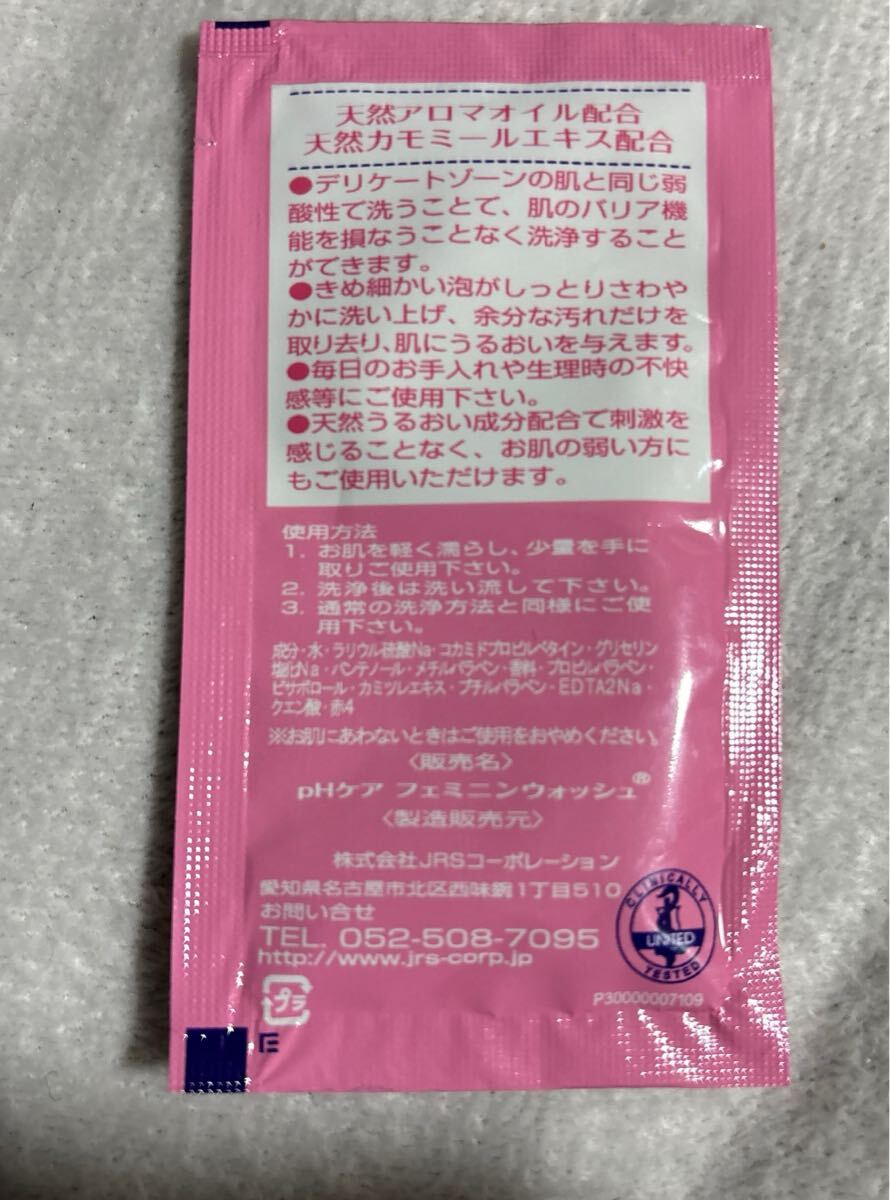 天然アロマオイル配合
天然カモミールエキス配合
●デリケートゾーンの肌と同じ弱
酸性で洗うことで、肌のバリア機
能を損なうことなく洗浄すること
ができます。
●きめ細かい泡がしっとりさわや
かに洗い上げ、余分な汚れだけを
取り去り、肌にうるおいを与えます。
●毎日のお手入れや生理時の不快
感等にご使用下さい。
●天然うるおい成分配合で刺激を
感じることなく、お肌の弱い方に
もご使用いただけます。
使用方法
1. お肌を軽く濡らし、少量を手に
取りご使用下さい。
2. 洗浄後は洗い流して下さい。
3. 通常の洗浄方法と同様にご使
用下さい。
成分・水・ラリウル硫酸Na・コカミドプロピルベタイン・グリセリン
塩化Na・パンテノール・メチルパラベン・香料・プロピルパラベン・
ビサボロール・カミツレエキス・ブチルパラベン・EDTA2Na・
クエン酸・赤4
※お肌にあわないときはご使用をおやめください。
〈販売名〉
pHケア フェミニンウォッシュ®
〈製造販売元〉
株式会社JRSコーポレーション
愛知県名古屋市北区西味鋺1丁目510
お問い合せ
TEL. 052-508-7095
http://www.jrs-corp.jp
CLINICALLY
UNITED
TESTED
プラ
P30000007109